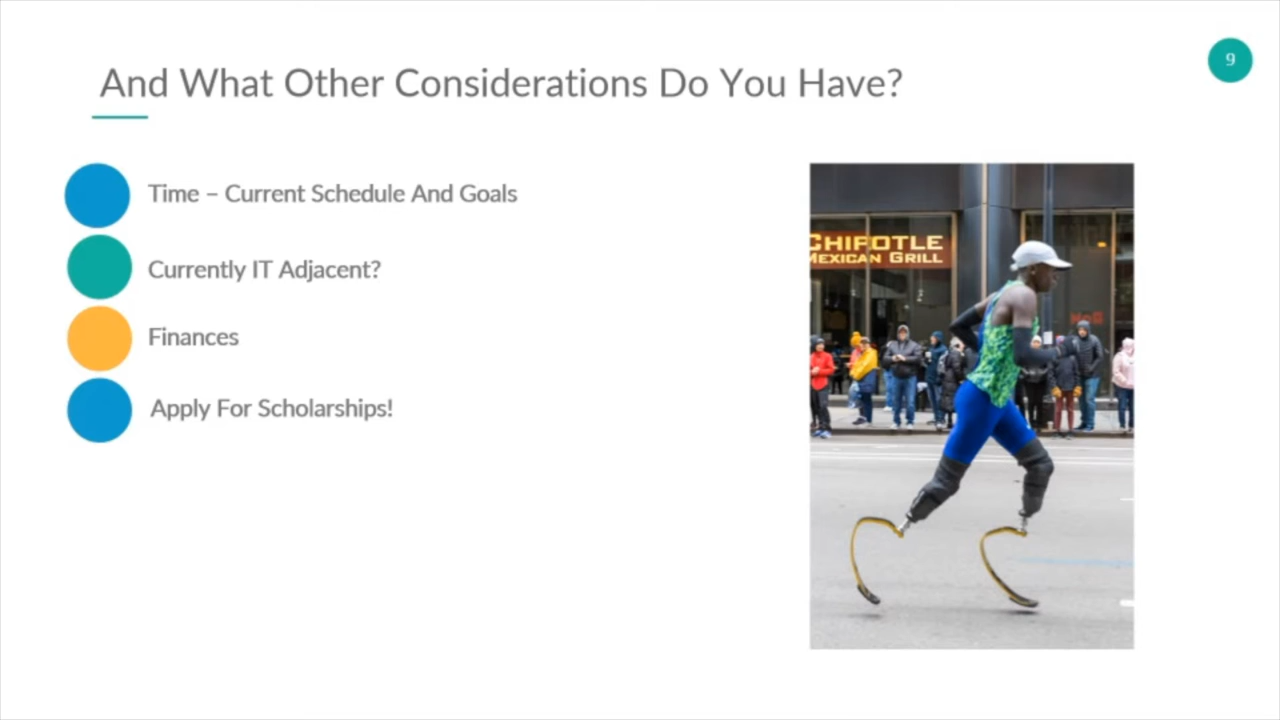 And What Other Considerations Do You Have?
9
Time – Current Schedule And Goals
Currently IT Adjacent?
Finances
Apply For Scholarships!
CHIPOTLE
MEXICAN GRILL